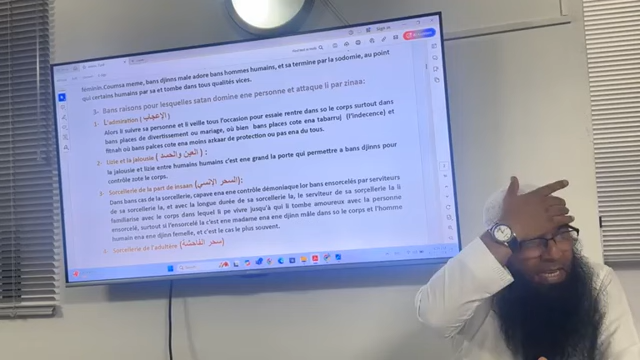 féminin. Couma meme, bans djinns male adore bans hommes humains, et sa termine par la sodomie, au point
qui certains humains par sa et tombe dans tous qualités vices.
3- Bans raisons pour lesquelles satan domine ene personne et attaque li par zinaa:
1- L'admiration (الإعجاب)
Alors li suivre sa personne et li veille tous l'occasion pour essaie rentre dans so le corps surtout dans
bans places de divertissement ou mariage, où bien bans places cote ena tabarruj (l'indecence) et
fitnah où bans palces cote ena moins azkaar de protection ou pas ena du tous.
2- Lizie et la jalousie (العين والحسد) :
la jalousie et lizie entre humains humains c'est ene grand la porte qui permettre a bans djinns pour
contrôle sote le corps.
3- Sorcellerie de la part de insaan (السحر الإنسي):
Dans bans cas de la sorcellerie, capave ena ene contrôle démoniaque lor bans ensorcelés par serviteurs
de sa sorcellerie la, et avec la longue durée de sorcellerie la, le serviteur de sa sorcellerie la li
familiarise avec le corps dans lequel li pe vivre jusqu'à qui li tombe amoureux avec la personne
ensorcelé, surtout si l'ensorcelé la c'est ene madame ena ene djinn mâle dans so le corps et l'homme
humain ena ene djinn femelle, et c'est le cas le plus souvent.
Sorcellerie de l'adultère (سحر الفاحشة)